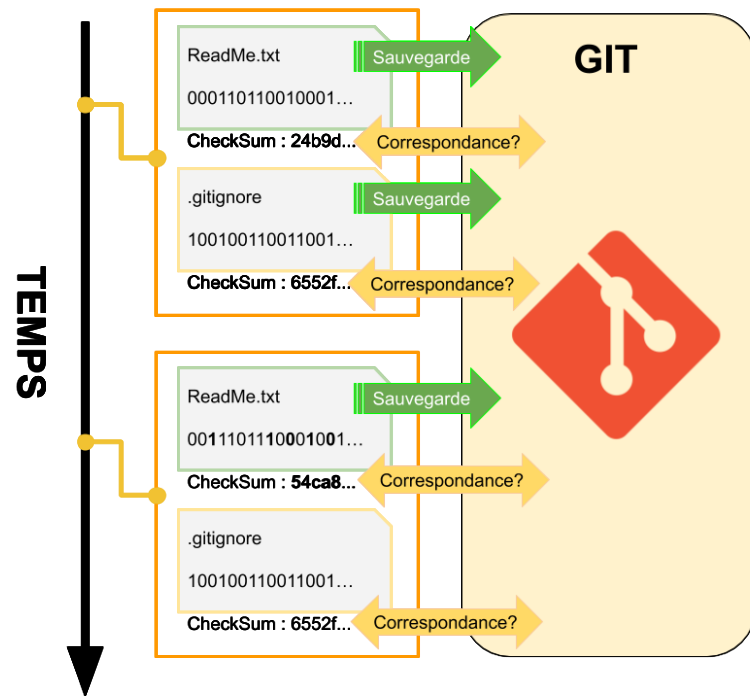 GIT
TEMPS
ReadMe.txt
000110110010001...
Sauvegarde
CheckSum : 24b9d...
Correspondance?
.gitignore
100100110011001...
Sauvegarde
CheckSum : 6552f...
Correspondance?
ReadMe.txt
001110111000100 1...
Sauvegarde
CheckSum : 54ca8...
Correspondance?
.gitignore
100100110011001...
CheckSum : 6552f...
Correspondance?